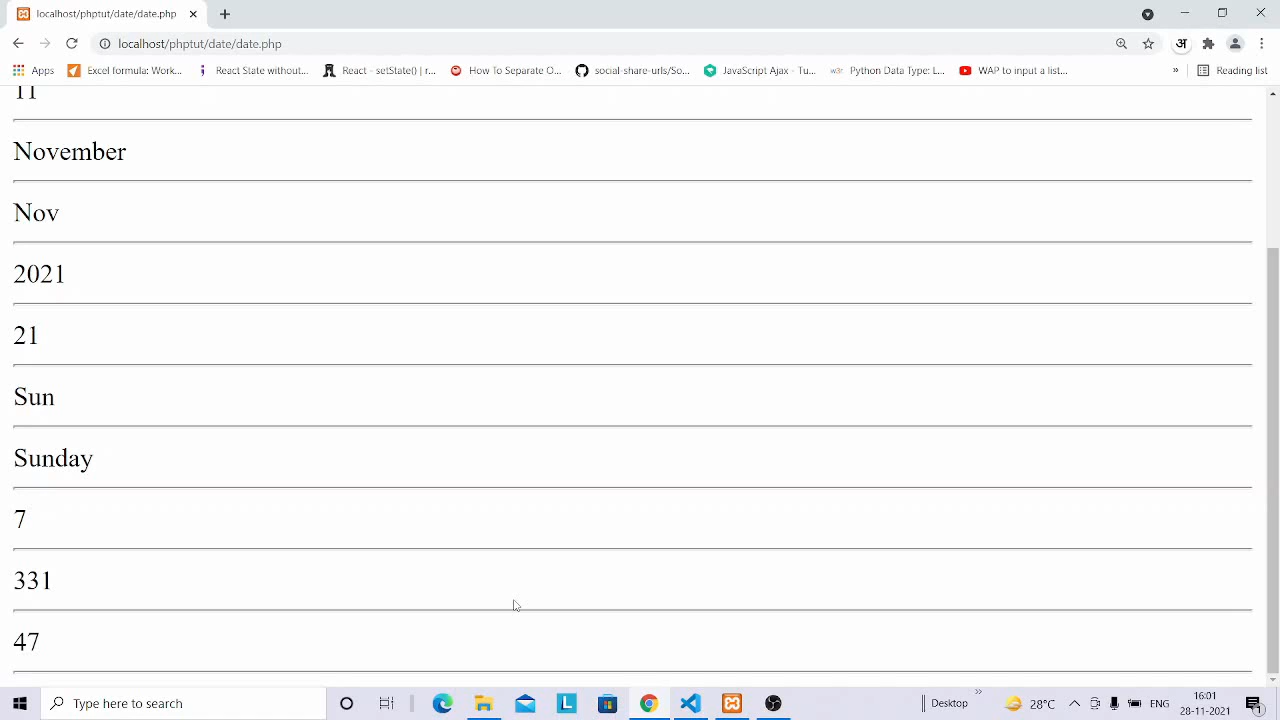 localhost/phptut/date/date.php
localhost/phptut/date/date.php
अ
Apps
Excel formula: Work...
React State without...
React - setState() | r...
How To Separate O...
social-share-urls/So...
JavaScript Ajax - Tu...
Python Data Type: L...
WAP to input a list...
»
Reading list
11
November
Nov
2021
21
Sun
Sunday
7
331
47
Type here to search
L
Desktop
»
28°C
ENG
16:01
28-11-2021
1